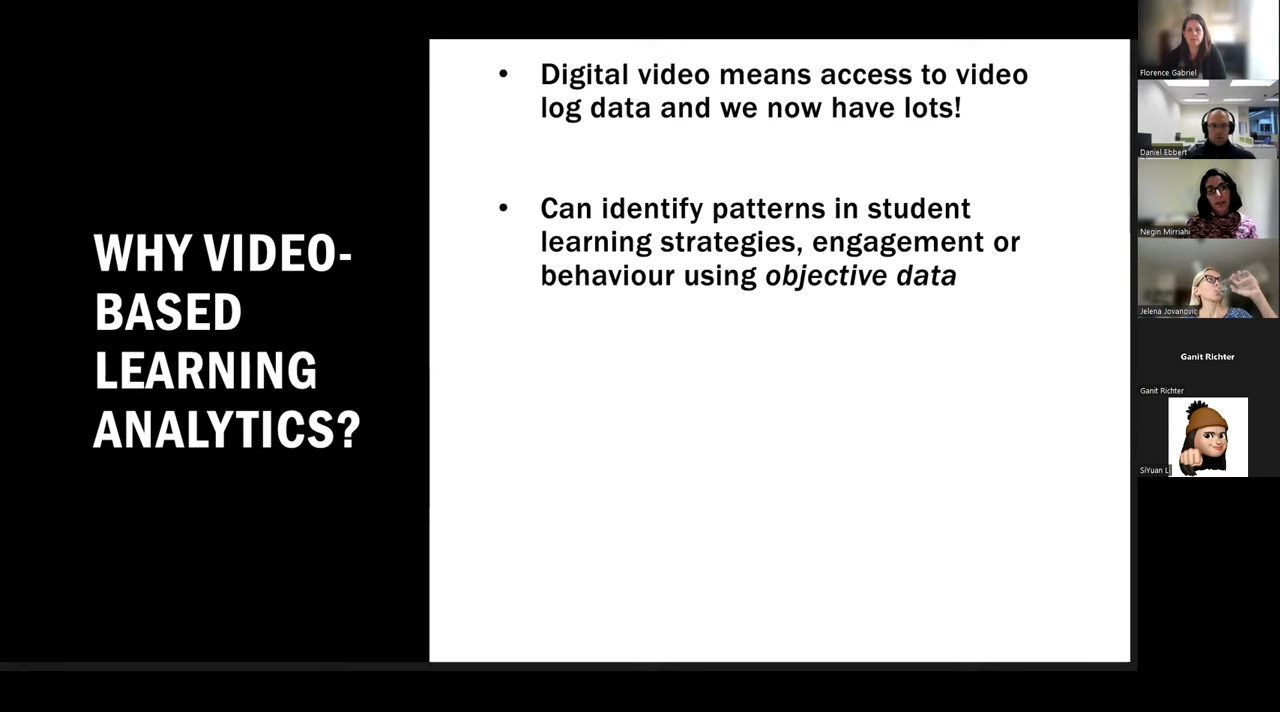 WHY VIDEO-
BASED
LEARNING
ANALYTICS?
• Digital video means access to video
log data and we now have lots!
• Can identify patterns in student
learning strategies, engagement or
behaviour using objective data
Florence Gabriel
Daniel Ebbert
Negin Mirriahi
Jelena Jovanovic
Ganit Richter
Ganit Richter
SiYuan Li